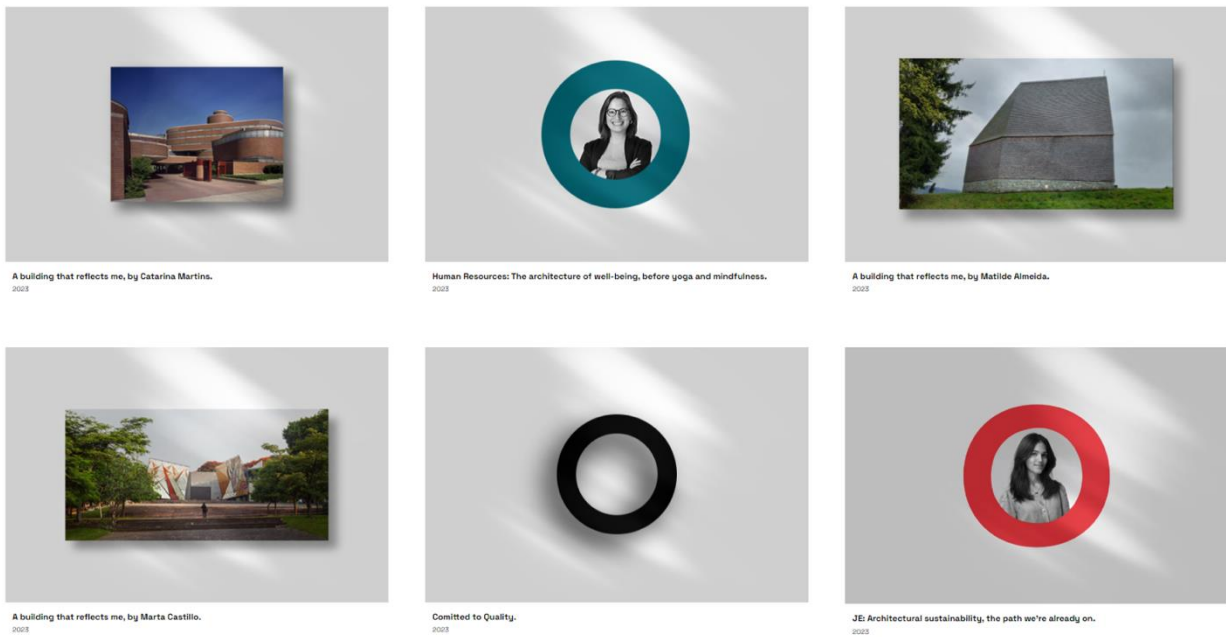 A building that reflects me, by Catarina Martins.
2023
Human Resources: The architecture of well-being, before yoga and mindfulness.
2023
A building that reflects me, by Matilde Almeida.
2023
A building that reflects me, by Marta Castillo.
2023
Comitted to Quality.
2023
JE: Architectural sustainability, the path we're already on.
2023